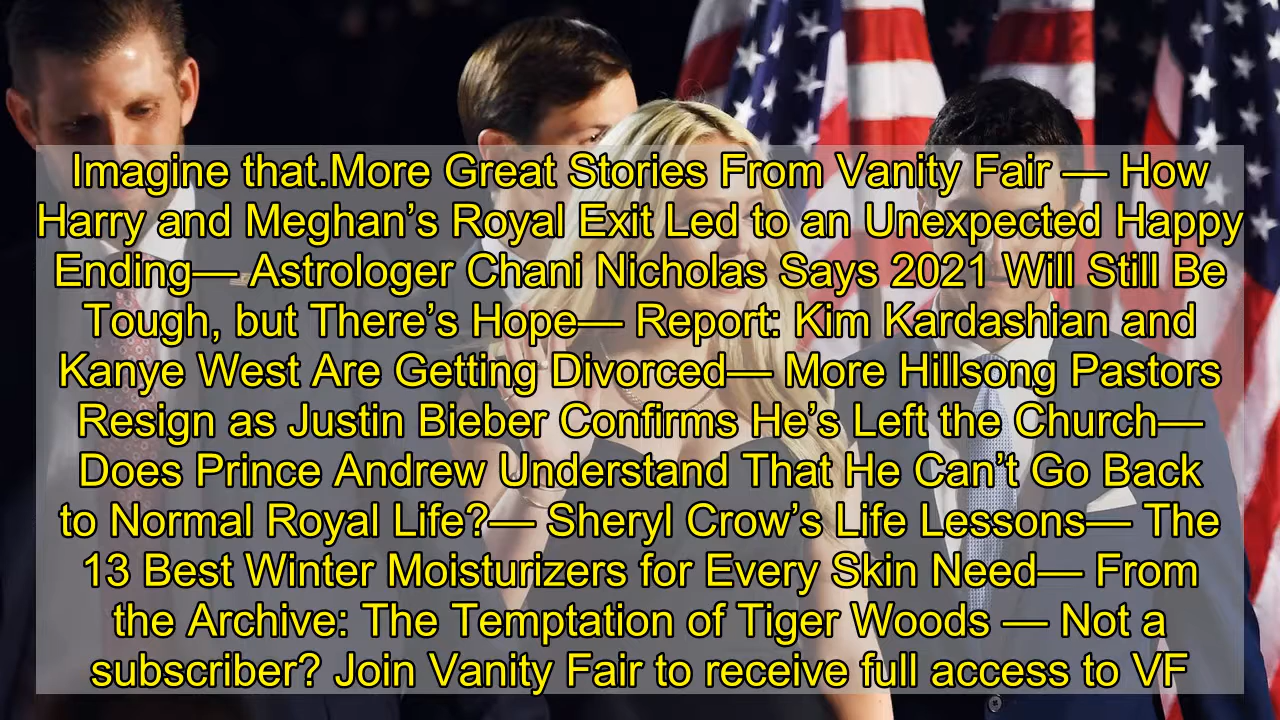 Imagine that.More Great Stories From Vanity Fair — How
Harry and Meghan’s Royal Exit Led to an Unexpected Happy
Ending— Astrologer Chani Nicholas Says 2021 Will Still Be
Tough, but There’s Hope— Report: Kim Kardashian and
Kanye West Are Getting Divorced— More Hillsong Pastors
Resign as Justin Bieber Confirms He’s Left the Church—
Does Prince Andrew Understand That He Can’t Go Back
to Normal Royal Life?— Sheryl Crow’s Life Lessons— The
13 Best Winter Moisturizers for Every Skin Need— From
the Archive: The Temptation of Tiger Woods — Not a
subscriber? Join Vanity Fair to receive full access to VF